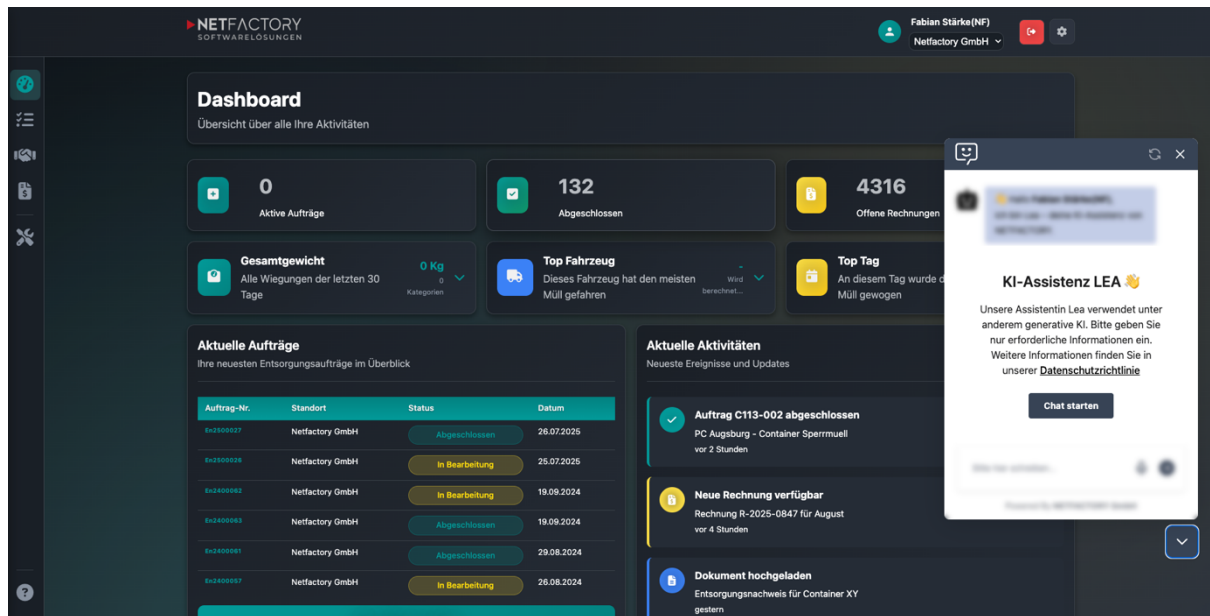 NETFACTORY
SOFTWARELÖSUNGEN
Fabian Stärke(NF)
Netfactory GmbH
Dashboard
Übersicht über alle Ihre Aktivitäten
0
Aktive Aufträge
132
Abgeschlossen
4316
Offene Rechnungen
Gesamtgewicht
Alle Wiegungen der letzten 30
Tage
0 Kg
0
Kategorien
Top Fahrzeug
Dieses Fahrzeug hat den meisten
Müll gefahren
-
Wird
berechnet...
Top Tag
An diesem Tag wurde
Müll gewogen
Aktuelle Aufträge
Ihre neuesten Entsorgungsaufträge im Überblick
Auftrag-Nr. Standort Status Datum
En2500027 Netfactory GmbH Abgeschlossen 26.07.2025
En2500026 Netfactory GmbH In Bearbeitung 25.07.2025
En2400062 Netfactory GmbH In Bearbeitung 19.09.2024
En2400063 Netfactory GmbH Abgeschlossen 19.09.2024
En2400061 Netfactory GmbH Abgeschlossen 29.08.2024
En2400057 Netfactory GmbH In Bearbeitung 26.08.2024
Aktuelle Aktivitäten
Neueste Ereignisse und Updates
Auftrag C113-002 abgeschlossen
PC Augsburg - Container Sperrmuell
vor 2 Stunden
Neue Rechnung verfügbar
Rechnung R-2025-0847 für August
vor 4 Stunden
Dokument hochgeladen
Entsorgungsnachweis für Container XY
gestern
KI-Assistenz LEA 👋
Unsere Assistentin Lea verwendet unter
anderem generative KI. Bitte geben Sie
nur erforderliche Informationen ein.
Weitere Informationen finden Sie in
unserer Datenschutzrichtlinie
Chat starten